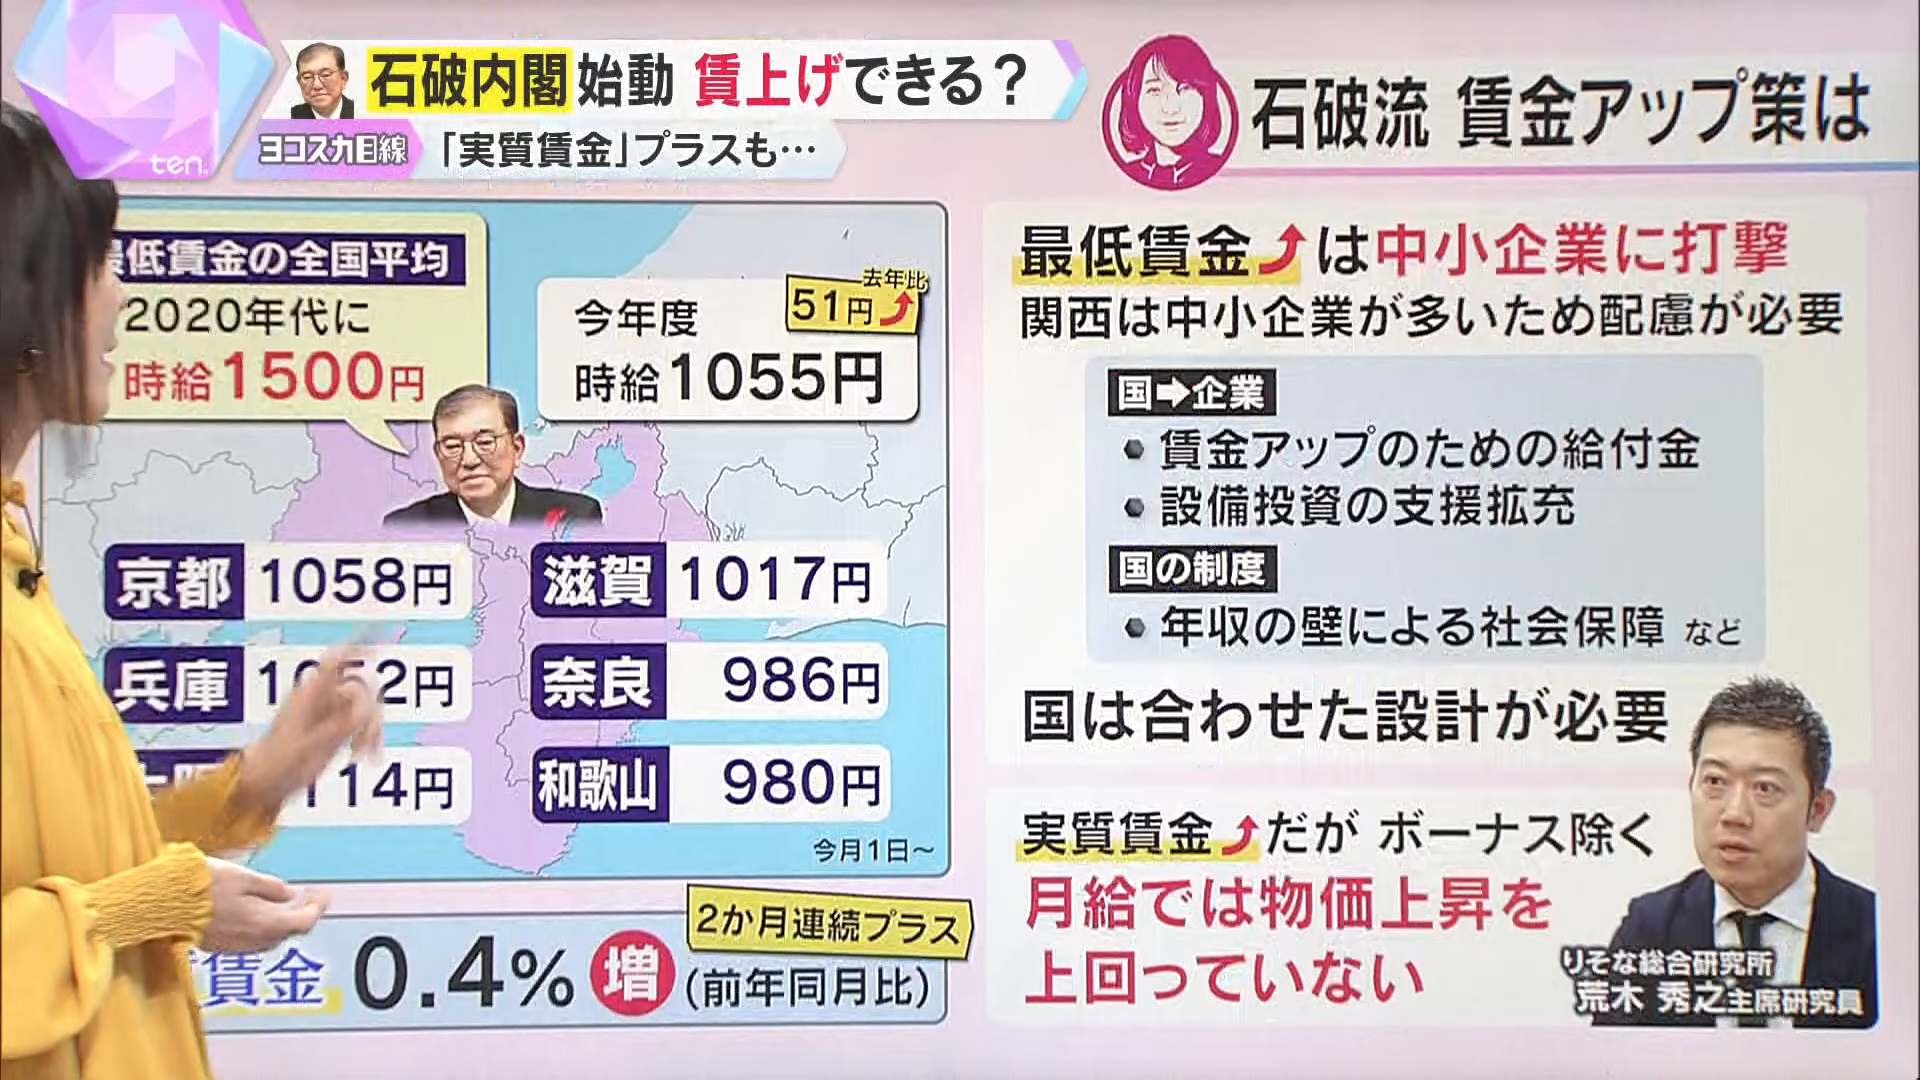 石破内閣 始動 賃上げできる？
ヨコスカ目線
「実質賃金」プラスも…
ten.
石破流 賃金アップ策は
低賃金の全国平均
2020年代に
時給1500円
去年比
51円
今年度
時給1055円
京都 1058円
滋賀 1017円
兵庫 1052円
奈良 986円
114円
和歌山 980円
今月1日〜
2か月連続プラス
賃金 0.4% 増 (前年同月比)
最低賃金 は中小企業に打撃
関西は中小企業が多いため配慮が必要
国➡企業
● 賃金アップのための給付金
● 設備投資の支援拡充
国の制度
● 年収の壁による社会保障 など
国は合わせた設計が必要
実質賃金 だが ボーナス除く
月給では物価上昇を
上回っていない
りそな総合研究所
荒木 秀之主席研究員